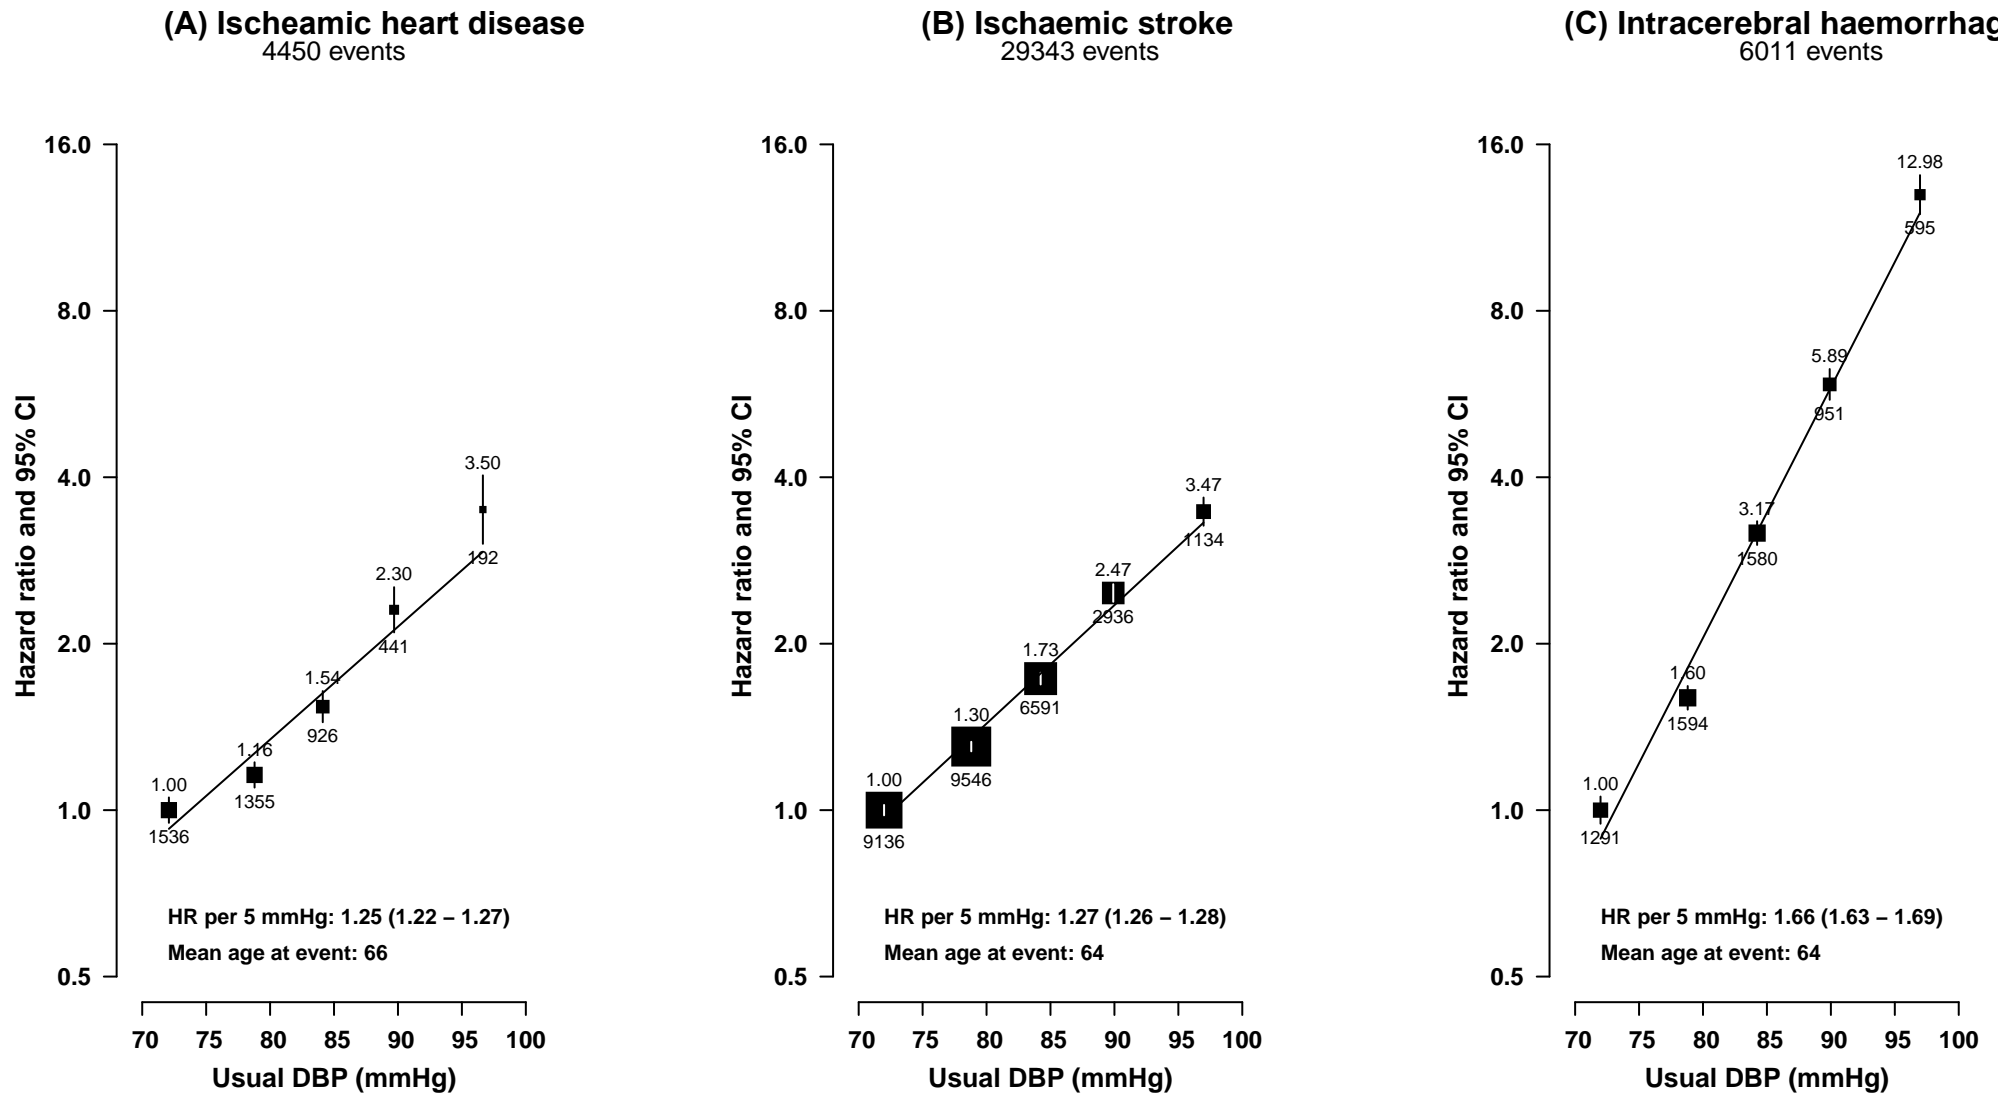 (A) Ischeamic heart disease
4450 events
16.0
8.0
4.0
2.0
1.0
0.5
Hazard ratio and 95% CI
1.00
1536
1.16
1355
1.54
926
2.30
441
3.50
192
HR per 5 mmHg: 1.25 (1.22 – 1.27)
Mean age at event: 66
70 75 80 85 90 95 100
Usual DBP (mmHg)
(B) Ischaemic stroke
29343 events
16.0
8.0
4.0
2.0
1.0
0.5
Hazard ratio and 95% CI
1.00
9136
1.30
9546
1.73
6591
2.47
2936
3.47
1134
HR per 5 mmHg: 1.27 (1.26 – 1.28)
Mean age at event: 64
70 75 80 85 90 95 100
Usual DBP (mmHg)
(C) Intracerebral haemorrhag
6011 events
16.0
8.0
4.0
2.0
1.0
0.5
Hazard ratio and 95% CI
1.00
1291
1.60
1594
3.17
1580
5.89
951
12.98
595
HR per 5 mmHg: 1.66 (1.63 – 1.69)
Mean age at event: 64
70 75 80 85 90 95 100
Usual DBP (mmHg)